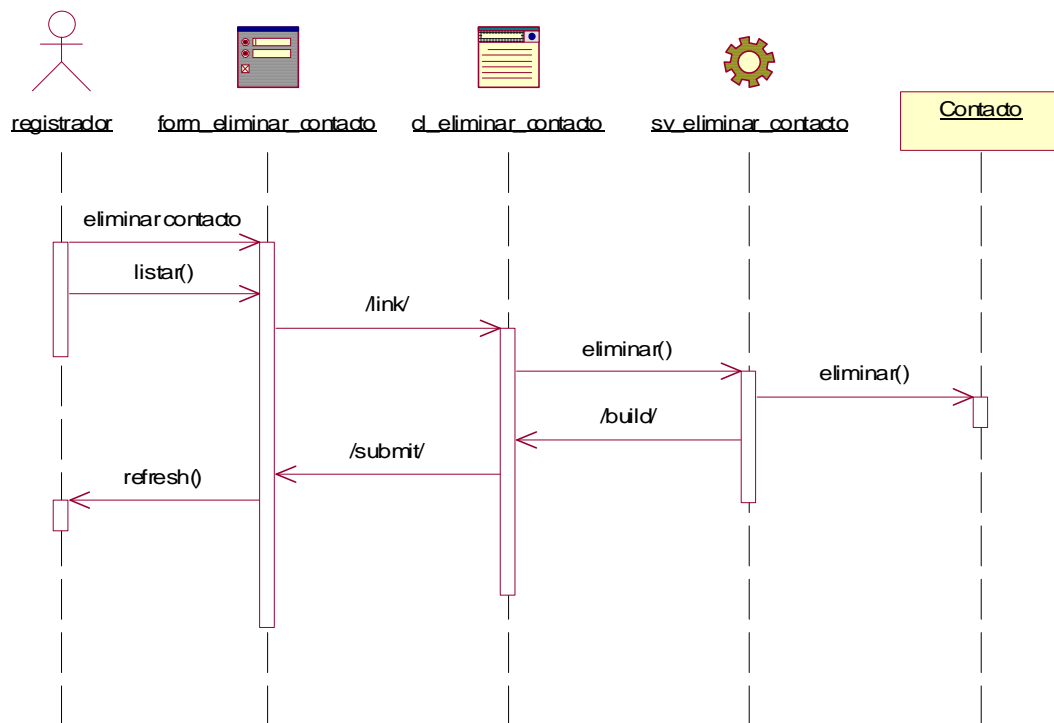 registrador
form_eliminar_contacto
cl_eliminar_contacto
sv_eliminar_contacto
Contacto
eliminar contacto
listar()
/link/
eliminar()
eliminar()
/build/
/submit/
refresh()